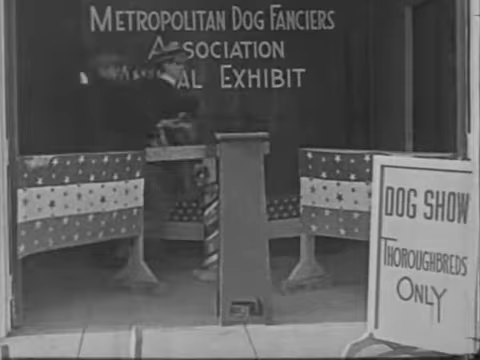 METROPOLITAN DOG FANCIERS
ASSOCIATION
EXHIBIT
DOG SHOW
THOROUGHBREDS
ONLY